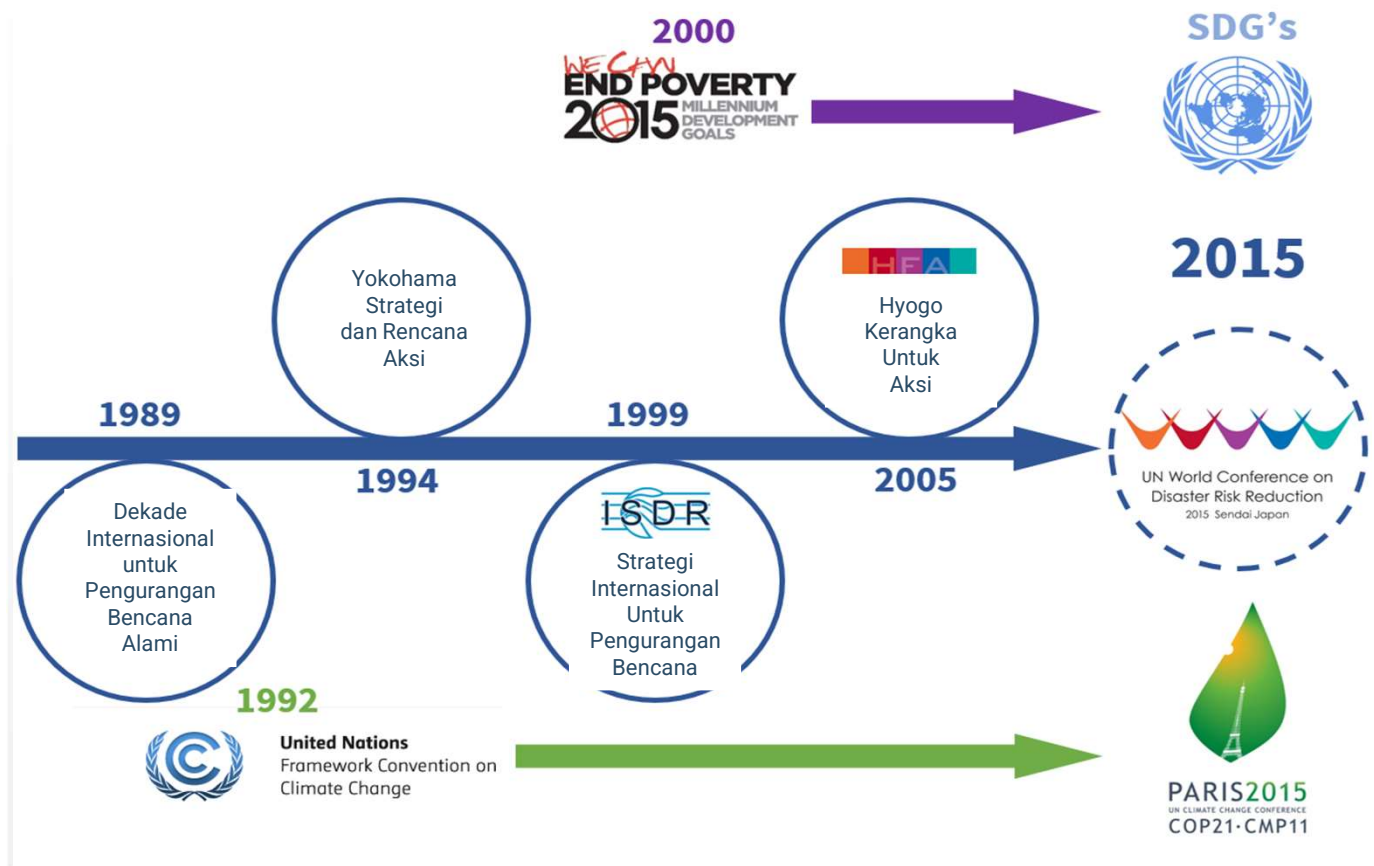 2000
WE CAN
END POVERTY
2015 MILLENNIUM
DEVELOPMENT
GOALS
SDG's
2015
Yokohama
Strategi
dan Rencana
Aksi
HFA
Hyogo
Kerangka
Untuk
Aksi
1989
1994
1999
2005
Dekade
Internasional
untuk
Pengurangan
Bencana
Alami
ISDR
Strategi
Internasional
Untuk
Pengurangan
Bencana
UN World Conference on
Disaster Risk Reduction
2015 Sendai Japan
1992
United Nations
Framework Convention on
Climate Change
PARIS2015
UN CLIMATE CHANGE CONFERENCE
COP21·CMP11